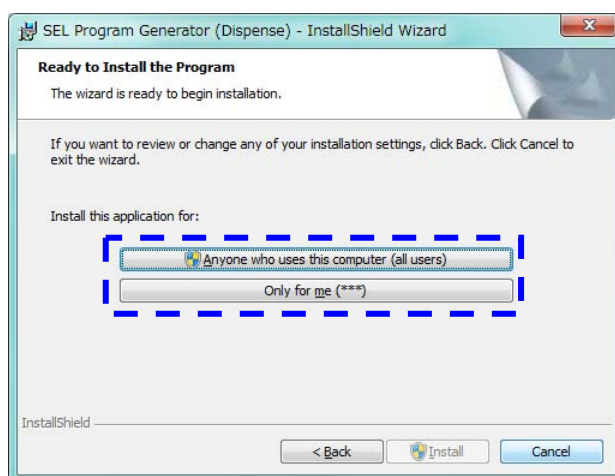 SEL Program Generator (Dispense) - InstallShield Wizard
Ready to Install the Program
The wizard is ready to begin installation.
If you want to review or change any of your installation settings, click Back. Click Cancel to
exit the wizard.
Install this application for:
Anyone who uses this computer (all users)
Only for me (***)
InstallShield
< Back
Install
Cancel